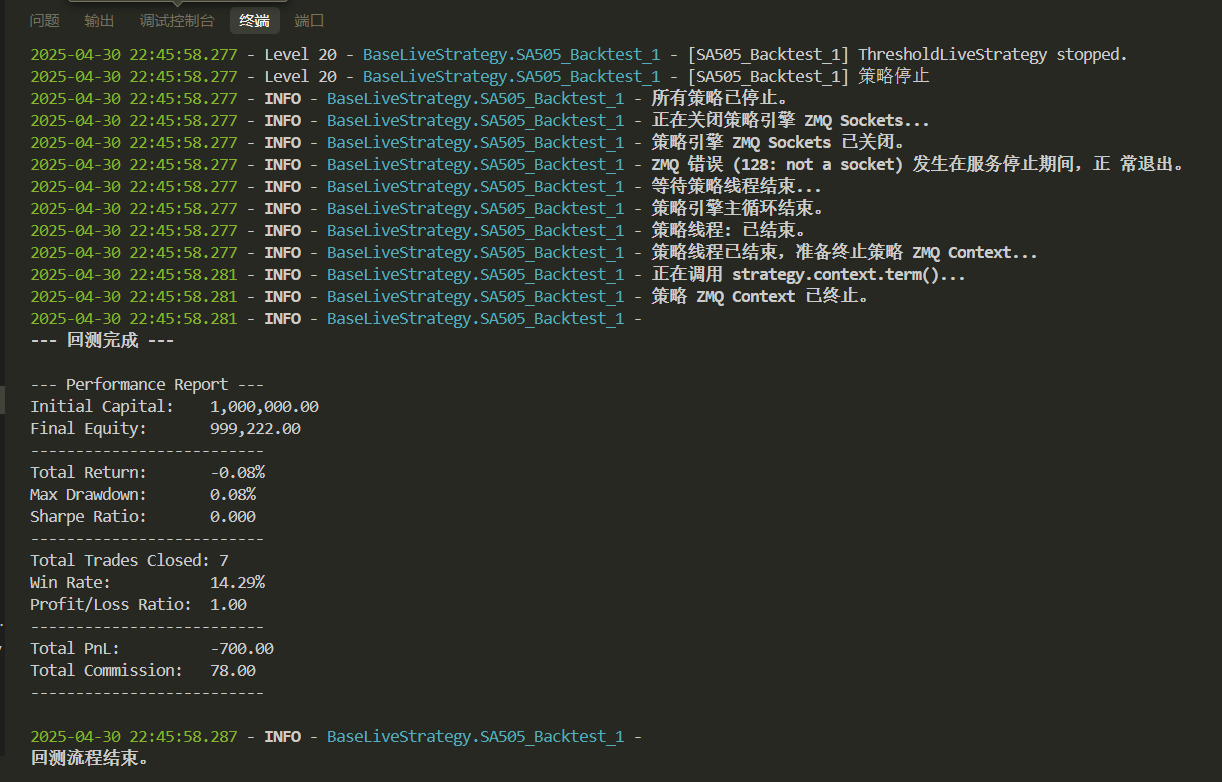 问题 输出 调试控制台 终端 端口
2025-04-30 22:45:58.277 - Level 20 - BaseLiveStrategy.SA505_Backtest_1 - [SA505_Backtest_1] ThresholdLiveStrategy stopped.
2025-04-30 22:45:58.277 - Level 20 - BaseLiveStrategy.SA505_Backtest_1 - [SA505_Backtest_1] 策略停止
2025-04-30 22:45:58.277 - INFO - BaseLiveStrategy.SA505_Backtest_1 - 所有策略已停止。
2025-04-30 22:45:58.277 - INFO - BaseLiveStrategy.SA505_Backtest_1 - 正在关闭策略引擎 ZMQ Sockets...
2025-04-30 22:45:58.277 - INFO - BaseLiveStrategy.SA505_Backtest_1 - 策略引擎 ZMQ Sockets 已关闭。
2025-04-30 22:45:58.277 - INFO - BaseLiveStrategy.SA505_Backtest_1 - ZMQ 错误 (128: not a socket) 发生在服务停止期间，正 常退出。
2025-04-30 22:45:58.277 - INFO - BaseLiveStrategy.SA505_Backtest_1 - 等待策略线程结束...
2025-04-30 22:45:58.277 - INFO - BaseLiveStrategy.SA505_Backtest_1 - 策略引擎主循环结束。
2025-04-30 22:45:58.277 - INFO - BaseLiveStrategy.SA505_Backtest_1 - 策略线程: 已结束。
2025-04-30 22:45:58.277 - INFO - BaseLiveStrategy.SA505_Backtest_1 - 策略线程已结束，准备终止策略 ZMQ Context...
2025-04-30 22:45:58.281 - INFO - BaseLiveStrategy.SA505_Backtest_1 - 正在调用 strategy.context.term()...
2025-04-30 22:45:58.281 - INFO - BaseLiveStrategy.SA505_Backtest_1 - 策略 ZMQ Context 已终止。
2025-04-30 22:45:58.281 - INFO - BaseLiveStrategy.SA505_Backtest_1 -
--- 回测完成 ---
--- Performance Report ---
Initial Capital: 1,000,000.00
Final Equity: 999,222.00
--------------------------
Total Return: -0.08%
Max Drawdown: 0.08%
Sharpe Ratio: 0.000
--------------------------
Total Trades Closed: 7
Win Rate: 14.29%
Profit/Loss Ratio: 1.00
--------------------------
Total PnL: -700.00
Total Commission: 78.00
--------------------------
2025-04-30 22:45:58.287 - INFO - BaseLiveStrategy.SA505_Backtest_1 -
回测流程结束。